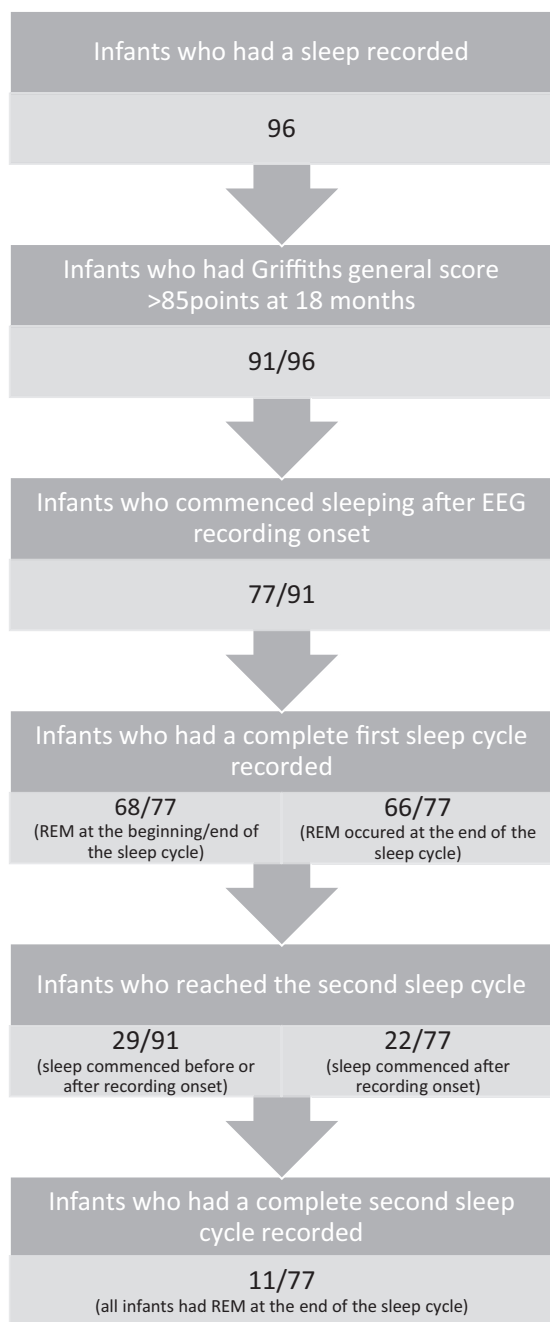 Infants who had a sleep recorded
96
Infants who had Griffiths general score
>85points at 18 months
91/96
Infants who commenced sleeping after EEG
recording onset
77/91
Infants who had a complete first sleep cycle
recorded
68/77
(REM at the beginning/end of
the sleep cycle)
66/77
(REM occured at the end of the
sleep cycle)
Infants who reached the second sleep cycle
29/91
(sleep commenced before or
after recording onset)
22/77
(sleep commenced after
recording onset)
Infants who had a complete second sleep
cycle recorded
11/77
(all infants had REM at the end of the sleep cycle)